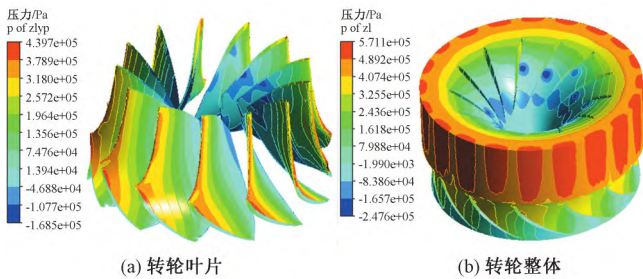 压力/Pa
p of zlyp
4.397e+05
3.789e+05
3.180e+05
2.572e+04
1.964e+05
1.356e+05
7.476e+04
1.394e+04
-4.688e+04
-1.077e+05
-1.685e+04
(a) 转轮叶片
压力/Pa
p of zl
5.711e+05
4.892e+05
4.074e+05
3.255e+05
2.436e+05
1.618e+05
7.988e+04
-1.990e+03
-8.386e+04
-1.657e+05
-2.476e+05
(b) 转轮整体